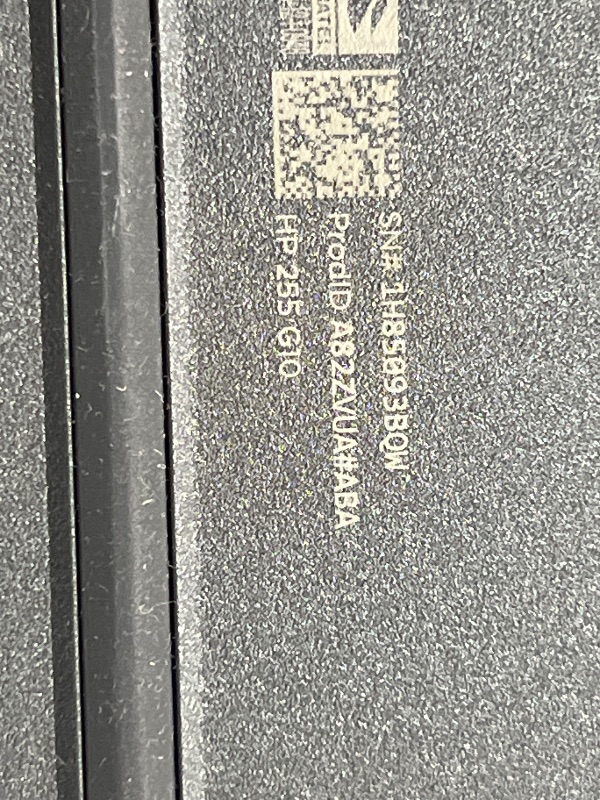 SN# 1H85093BQW
ProdID A82ZVUA#ABA
HP 255 G10